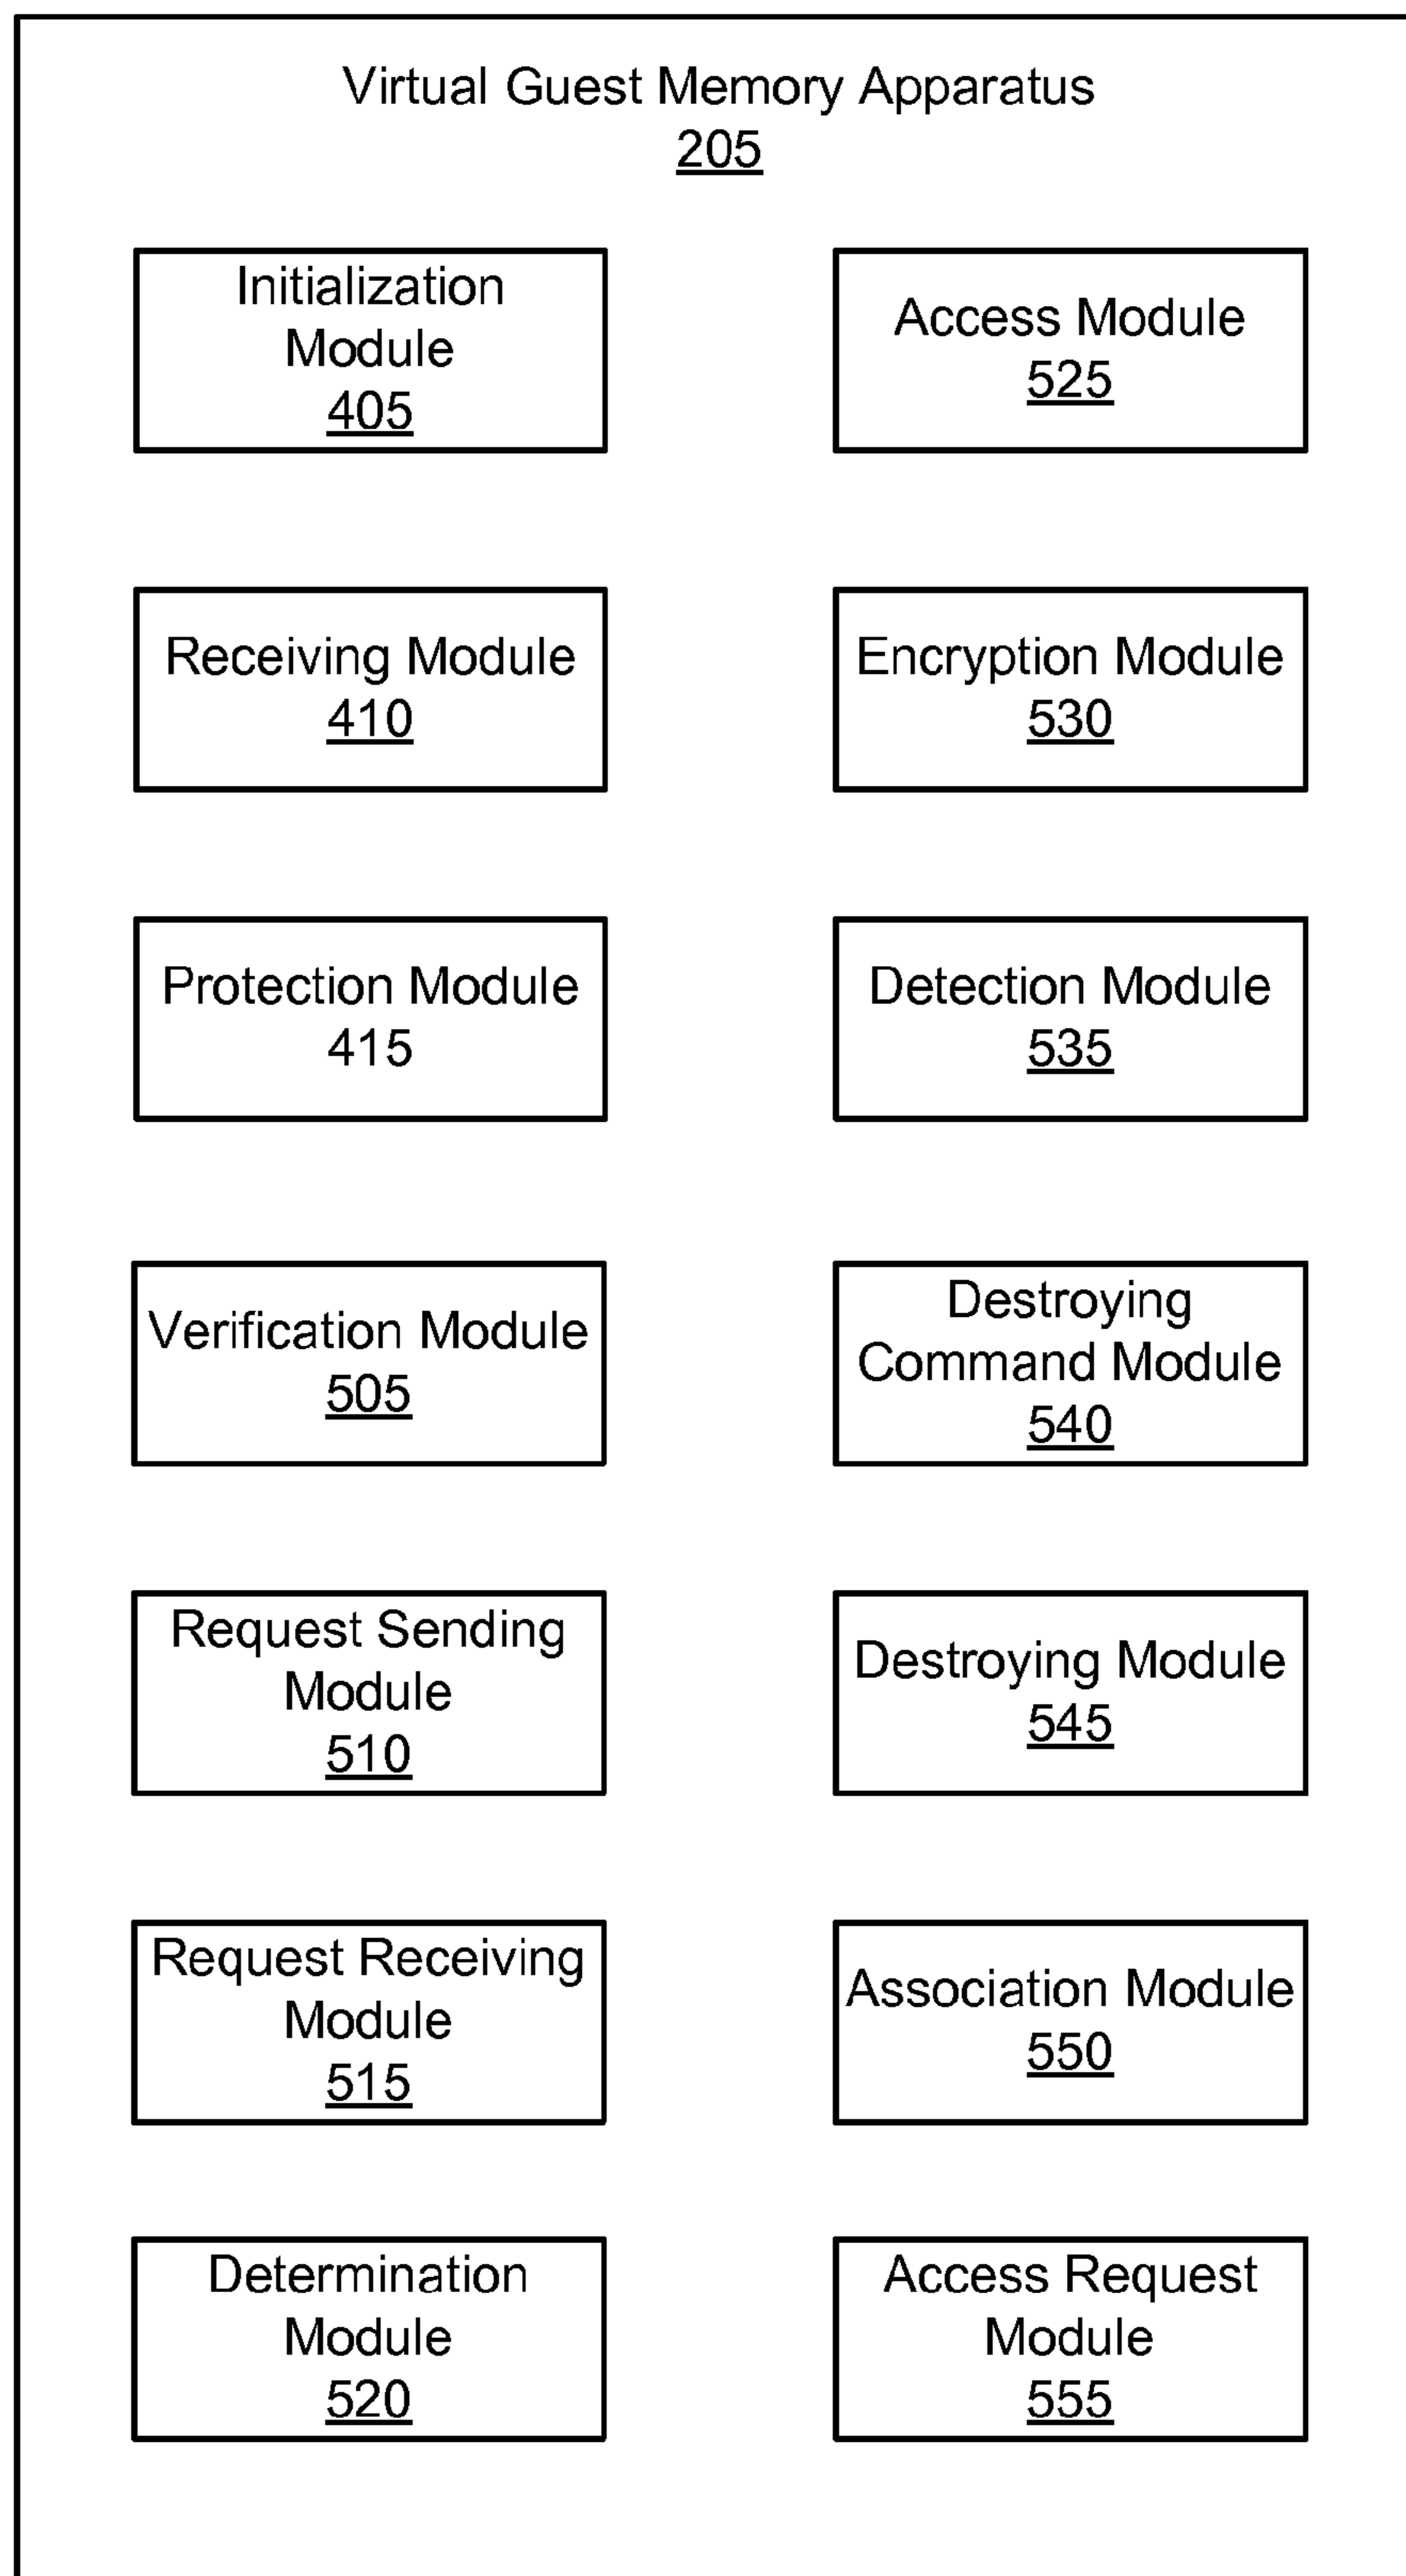 Virtual Guest Memory Apparatus
205
Initialization
Module
405
Access Module
525
Receiving Module
410
Encryption Module
530
Protection Module
415
Detection Module
535
Verification Module
505
Destroying
Command Module
540
Request Sending
Module
510
Destroying Module
545
Request Receiving
Module
515
Association Module
550
Determination
Module
520
Access Request
Module
555